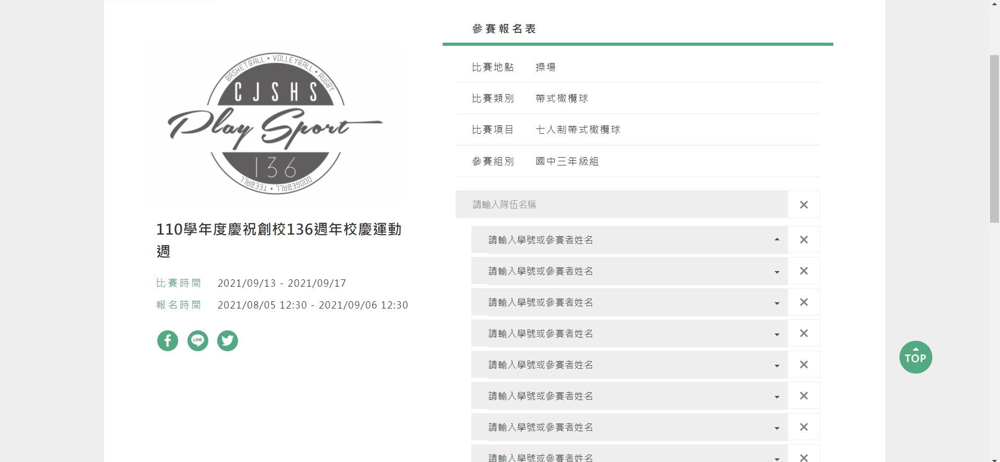 BASKETBALL • VOLLEYBALL • RUGBY
CJSHS
Play Sport
136
TEEBALL • DODGEBALL
110學年度慶祝創校136週年校慶運動
週
比賽時間 2021/09/13 - 2021/09/17
報名時間 2021/08/05 12:30 - 2021/09/06 12:30
LINE
參賽報名表
比賽地點 操場
比賽類別 帶式橄欖球
比賽項目 七人制帶式橄欖球
參賽組別 國中三年級組
請輸入隊伍名稱
請輸入學號或參賽者姓名
請輸入學號或參賽者姓名
請輸入學號或參賽者姓名
請輸入學號或參賽者姓名
請輸入學號或參賽者姓名
請輸入學號或參賽者姓名
請輸入學號或參賽者姓名
請輸入學號或參賽者姓名
TOP